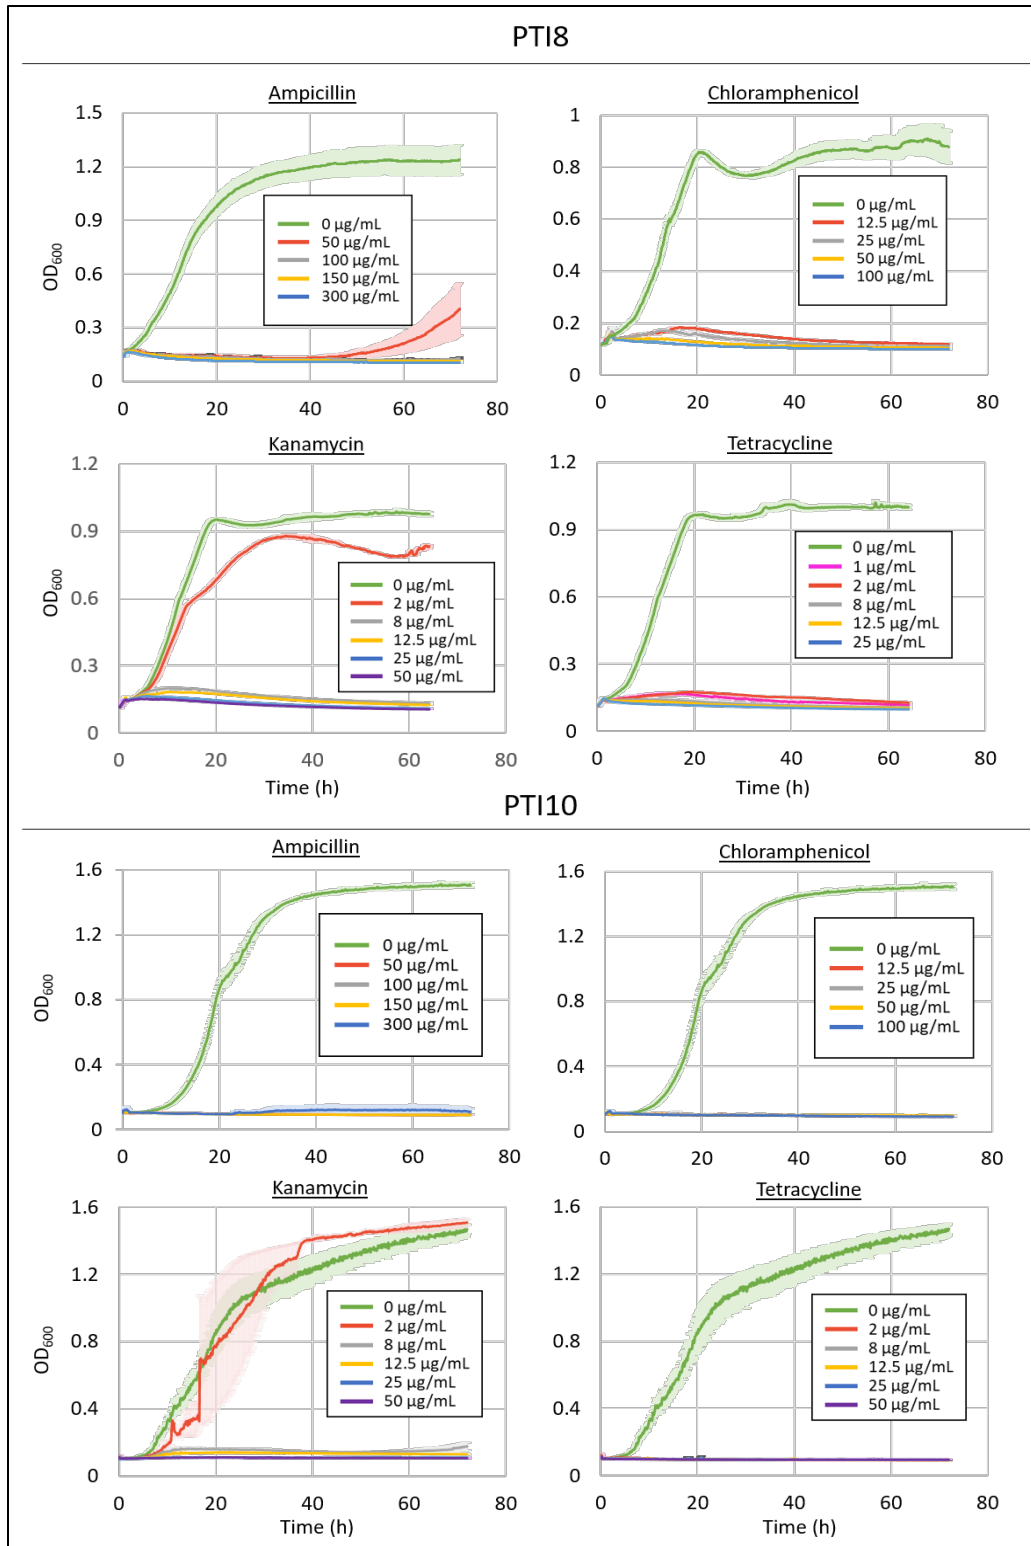 PTI8
Ampicillin
1.5
1.2
0.9
0.6
0.3
0
OD600
0 µg/mL
50 µg/mL
100 µg/mL
150 µg/mL
300 µg/mL
0 20 40 60 80
Chloramphenicol
1
0.8
0.6
0.4
0.2
0
0 µg/mL
12.5 µg/mL
25 µg/mL
50 µg/mL
100 µg/mL
0 20 40 60 80
Kanamycin
1.2
0.9
0.6
0.3
0
OD600
0 µg/mL
2 µg/mL
8 µg/mL
12.5 µg/mL
25 µg/mL
50 µg/mL
0 20 40 60 80
Time (h)
Tetracycline
1.2
0.9
0.6
0.3
0
0 µg/mL
1 µg/mL
2 µg/mL
8 µg/mL
12.5 µg/mL
25 µg/mL
0 20 40 60 80
Time (h)
PTI10
Ampicillin
1.6
1.2
0.8
0.4
0
OD600
0 µg/mL
50 µg/mL
100 µg/mL
150 µg/mL
300 µg/mL
0 20 40 60 80
Chloramphenicol
1.6
1.2
0.8
0.4
0
0 µg/mL
12.5 µg/mL
25 µg/mL
50 µg/mL
100 µg/mL
0 20 40 60 80
Kanamycin
1.6
1.2
0.8
0.4
0
OD600
0 µg/mL
2 µg/mL
8 µg/mL
12.5 µg/mL
25 µg/mL
50 µg/mL
0 20 40 60 80
Time (h)
Tetracycline
1.6
1.2
0.8
0.4
0
0 µg/mL
2 µg/mL
8 µg/mL
12.5 µg/mL
25 µg/mL
50 µg/mL
0 20 40 60 80
Time (h)